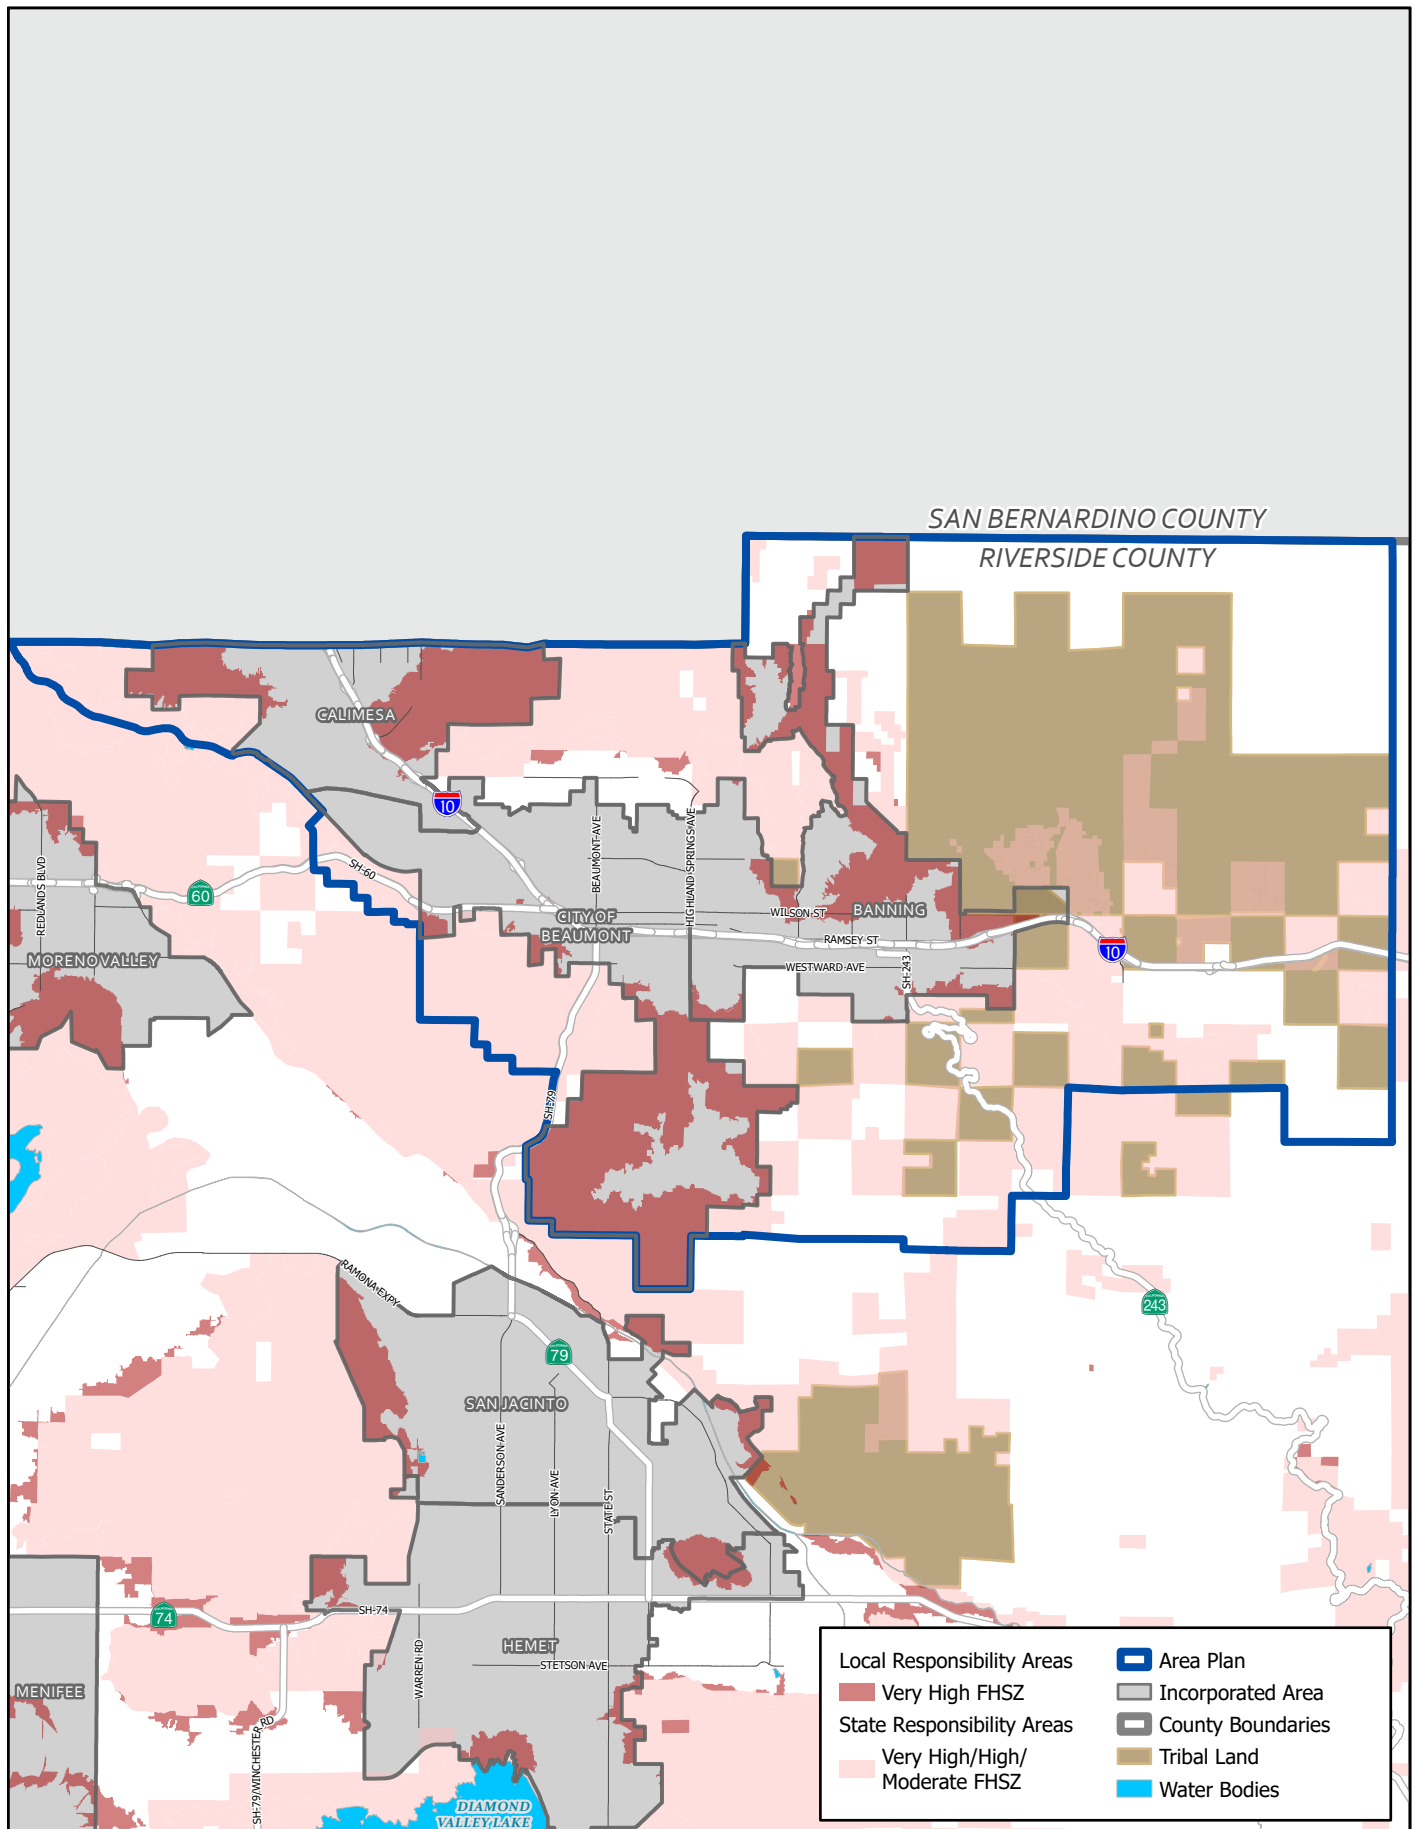 SAN BERNARDINO COUNTY
RIVERSIDE COUNTY
CALIMESA
10
BEAUMONT AVE
HIGHLAND SPRINGS AVE
REDLANDS BLVD
SH-60
CALIFORNIA
60
CITY OF
BEAUMONT
WILSON ST
BANNING
RAMSEY ST
WESTWARD AVE
SH-243
10
MORENO VALLEY
SH-79
RAMONA EXPY
CALIFORNIA
243
CALIFORNIA
79
SAN JACINTO
SANDERSON AVE
LYON AVE
STATE ST
CALIFORNIA
74
SH-74
HEMET
STETSON AVE
WARREN RD
MENIFEE
SH-79/WINCHESTER RD
DIAMOND
VALLEY LAKE
Local Responsibility Areas
Very High FHSZ
State Responsibility Areas
Very High/High/
Moderate FHSZ
Area Plan
Incorporated Area
County Boundaries
Tribal Land
Water Bodies